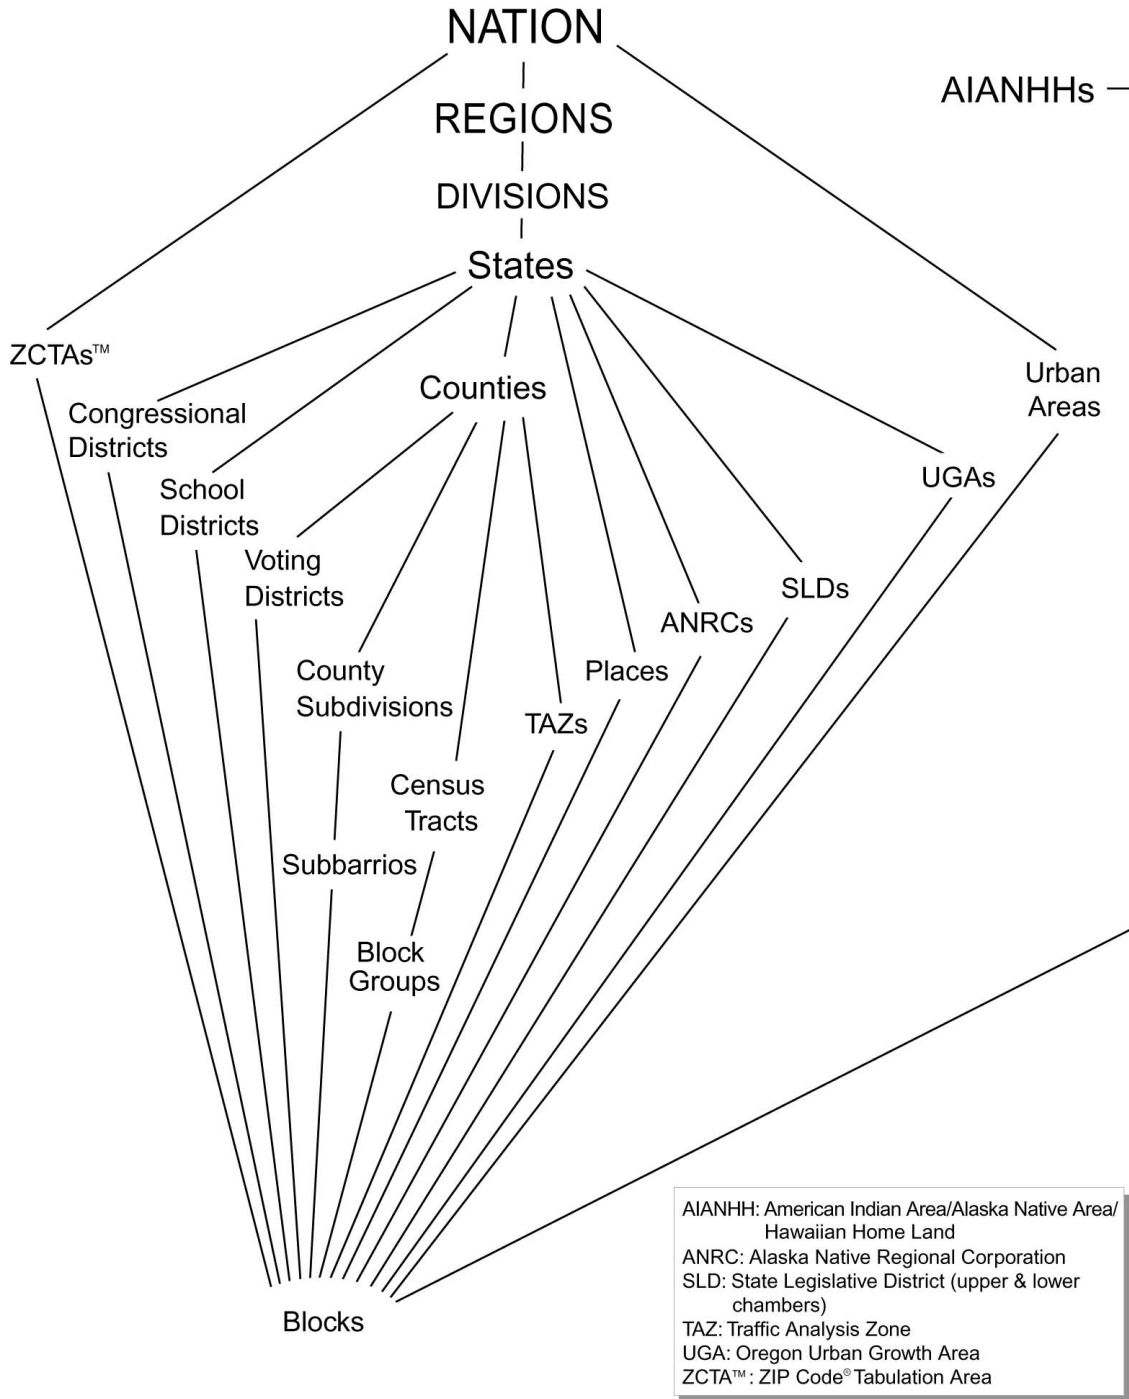 NATION
AIANHHs
REGIONS
DIVISIONS
States
ZCTAs™
Congressional
Districts
School
Districts
Voting
Districts
Counties
Urban
Areas
UGAs
SLDs
ANRCs
Places
County
Subdivisions
TAZs
Census
Tracts
Subbarrios
Block
Groups
Blocks
AIANHH: American Indian Area/Alaska Native Area/
Hawaiian Home Land
ANRC: Alaska Native Regional Corporation
SLD: State Legislative District (upper & lower
chambers)
TAZ: Traffic Analysis Zone
UGA: Oregon Urban Growth Area
ZCTA™: ZIP Code® Tabulation Area